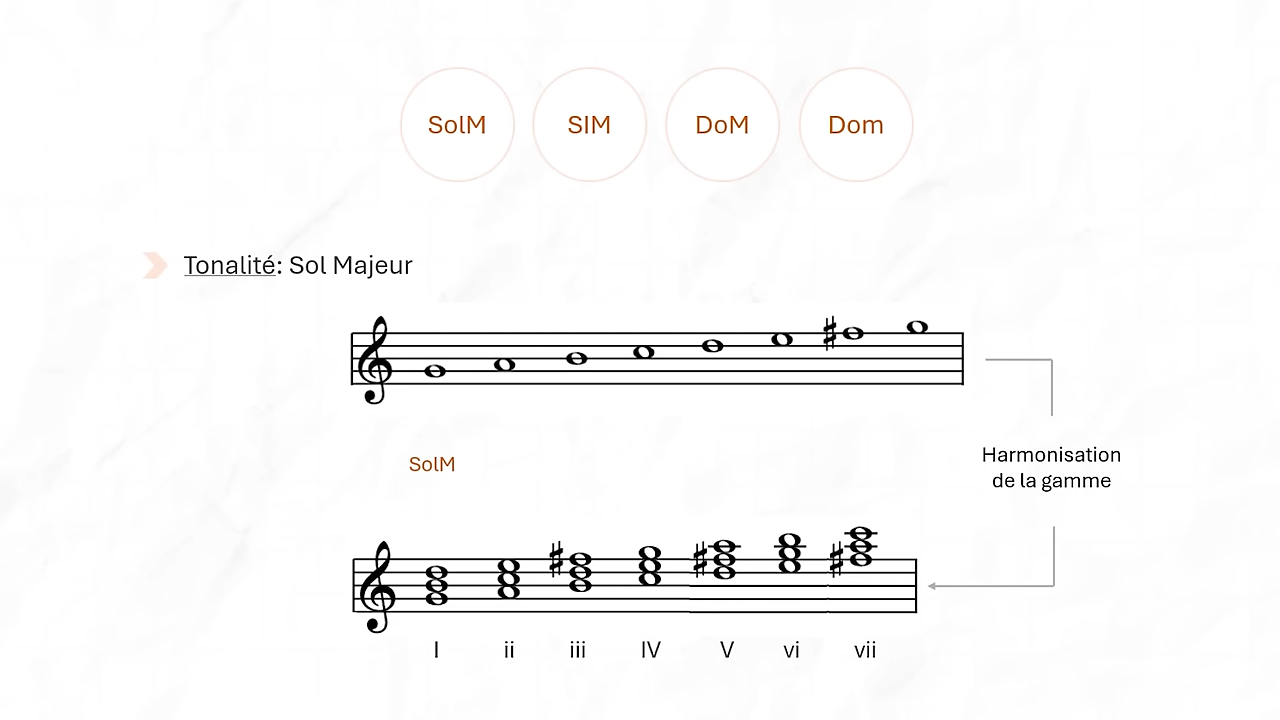 SolM SIM DoM Dom
Tonalité: Sol Majeur
SolM
Harmonisation
de la gamme
I ii iii IV V vi vii